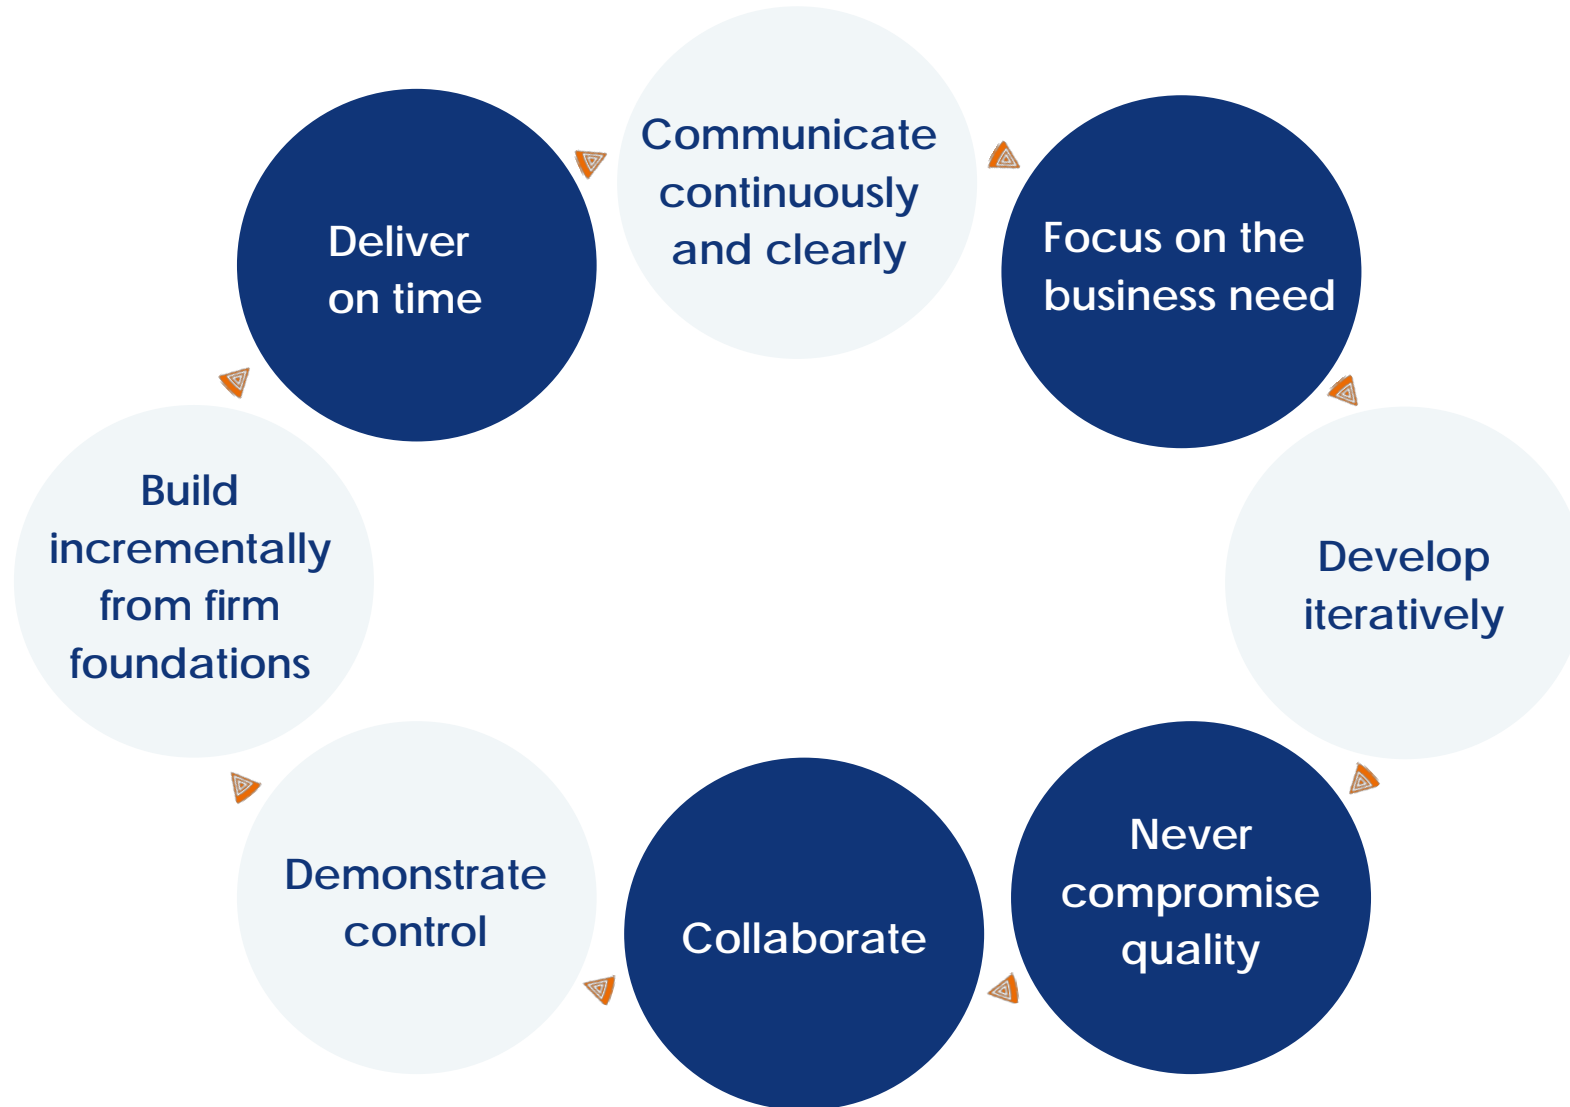 Communicate
continuously
and clearly
Deliver
on time
Focus on the
business need
Build
incrementally
from firm
foundations
Develop
iteratively
Demonstrate
control
Collaborate
Never
compromise
quality